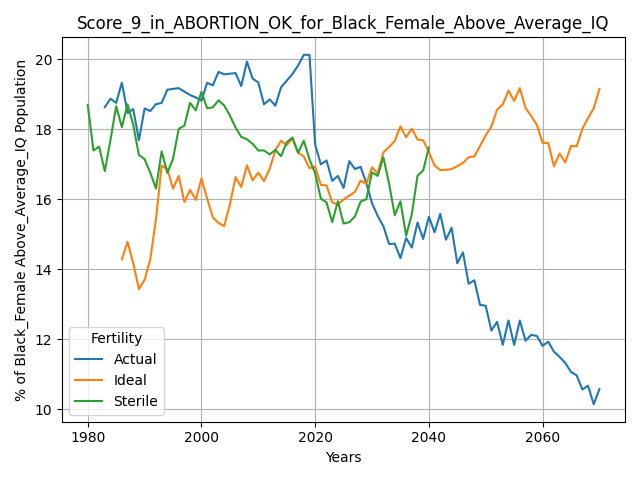 Score_9_in_ABORTION_OK_for_Black_Female_Above_Average_IQ
% of Black_Female Above_Average_IQ Population
20
18
16
14
12
10
Fertility
Actual
Ideal
Sterile
1980
2000
2020
2040
2060
Years